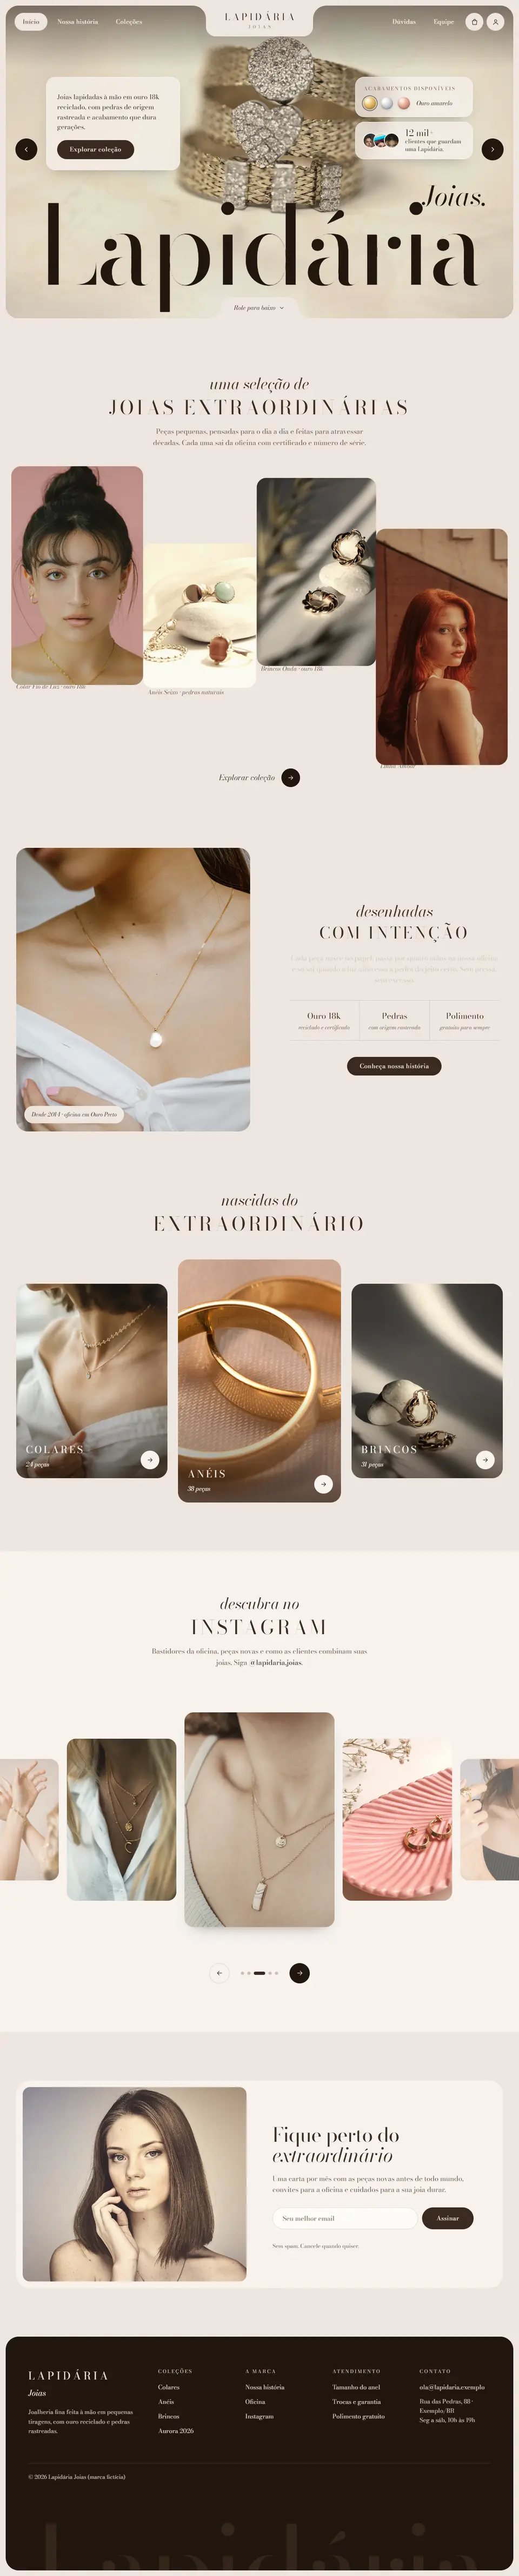 Início
Nossa história
Coleções
LAPIDÁRIA
JOIAS
Dúvidas
Equipe
Joias lapidadas à mão em ouro 18k
reciclado, com pedras de origem
rastreada e acabamento que dura
gerações.
Explorar coleção
ACABAMENTOS DISPONÍVEIS
Ouro amarelo
12 mil+
clientes que guardam
uma Lapidária.
Joias.
Lapidária
Role para baixo
uma seleção de
JOIAS EXTRAORDINÁRIAS
Peças pequenas, pensadas para o dia a dia e feitas para atravessar
décadas. Cada uma sai da oficina com certificado e número de série.
Colar Fio de Luz · ouro 18k
Anéis Seixo · pedras naturais
Brincos Onda · ouro 18k
Explorar coleção
desenhadas
COM INTENÇÃO
Ouro 18k
reciclado e certificado
Pedras
com origem rastreada
Polimento
gratuito para sempre
Conheça nossa história
Desde 2014 · oficina em Ouro Preto
nascidas do
EXTRAORDINÁRIO
COLARES
24 peças
ANÉIS
38 peças
BRINCOS
31 peças
descubra no
INSTAGRAM
Bastidores da oficina, peças novas e como as clientes combinam suas
joias. Siga @lapidaria.joias.
Fique perto do
extraordinário
Uma carta por mês com as peças novas antes de todo mundo,
convites para a oficina e cuidados para a sua joia durar.
Seu melhor email
Assinar
Sem spam. Cancele quando quiser.
LAPIDÁRIA
Joias
Joalheria fina feita à mão em pequenas
tiragens, com ouro reciclado e pedras
rastreadas.
COLEÇÕES
Colares
Anéis
Brincos
Aurora 2026
A MARCA
Nossa história
Oficina
Instagram
ATENDIMENTO
Tamanho do anel
Trocas e garantia
Polimento gratuito
CONTATO
ola@lapidaria.exemplo
Rua das Pedras, 88 ·
Exemplo/BR
Seg a sáb, 10h às 19h
© 2026 Lapidária Joias (marca fictícia)
Lapidária